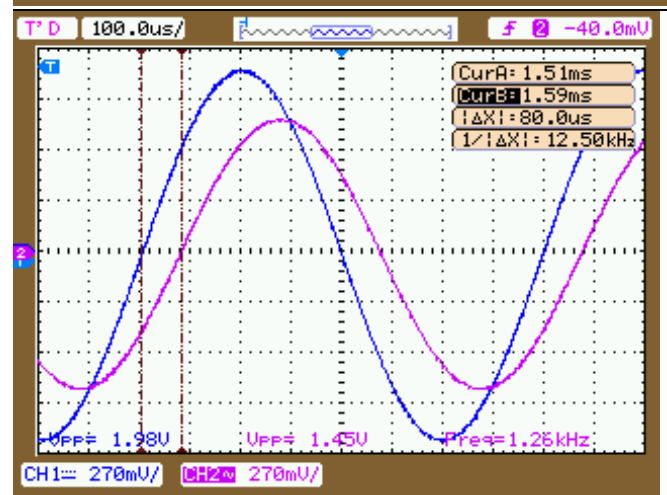 T' D 100.0us/ ƒ 2 -40.0mV
T
CurA= 1.51ms
CurB= 1.59ms
|ΔX|= 80.0us
1/|ΔX|= 12.50kHz
2
Vpp= 1.98V Vpp= 1.45V Freq=1.26kHz
CH1= 270mV/ CH2~ 270mV/